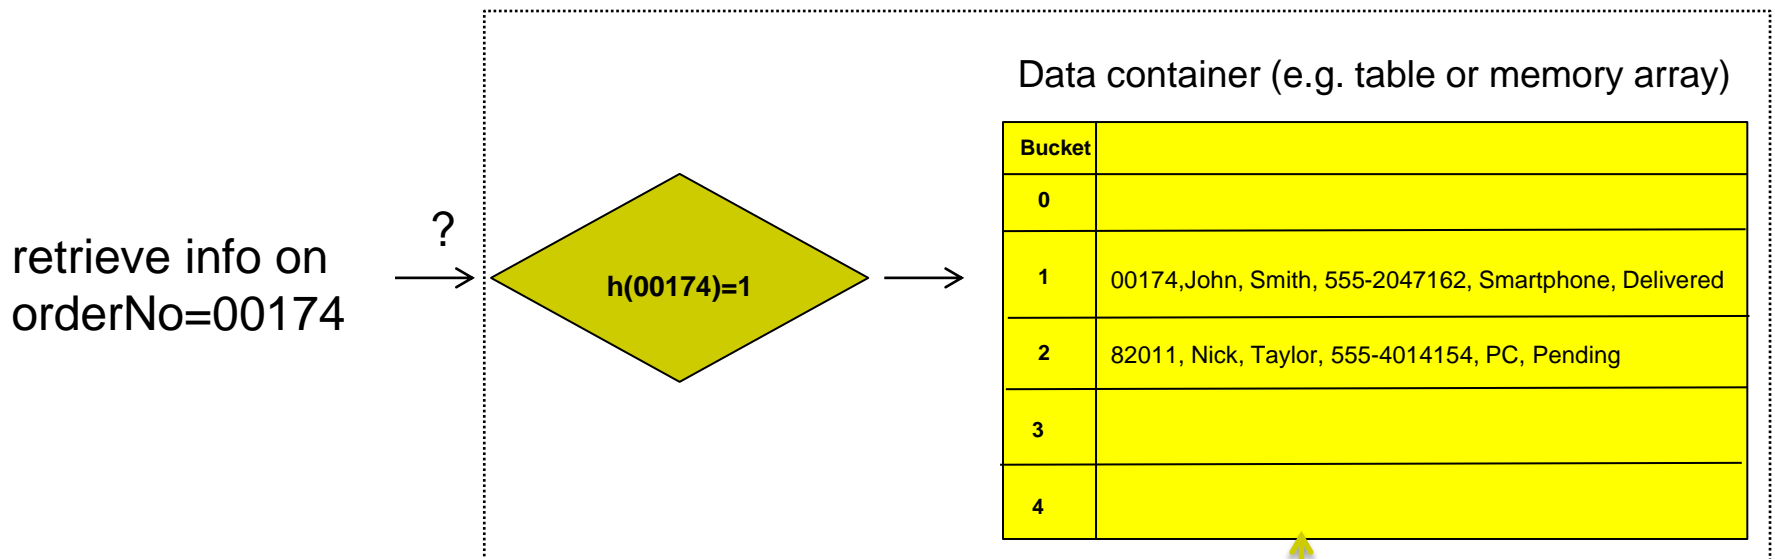 Data container (e.g. table or memory array)
retrieve info on
orderNo=00174
?
h(00174)=1
Bucket
0
1 00174,John, Smith, 555-2047162, Smartphone, Delivered
2 82011, Nick, Taylor, 555-4014154, PC, Pending
3
4